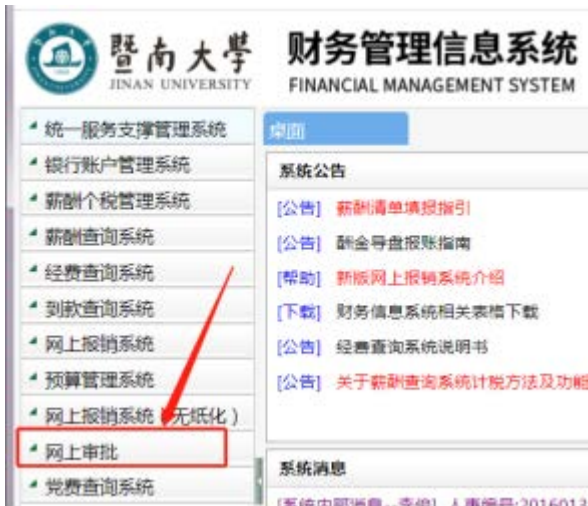 暨南大學
JINAN UNIVERSITY
财务管理信息系统
FINANCIAL MANAGEMENT SYSTEM
统一服务支撑管理系统
银行账户管理系统
薪酬个税管理系统
薪酬查询系统
经费查询系统
到款查询系统
网上报销系统
预算管理系统
网上报销系统(无纸化)
网上审批
党费查询系统
桌面
系统公告
[公告] 薪酬清单填报指引
[公告] 酬金导盘报账指南
[帮助] 新版网上报销系统介绍
[下载] 财务信息系统相关表格下载
[公告] 经费查询系统说明书
[公告] 关于薪酬查询系统计税方法及功能
系统消息